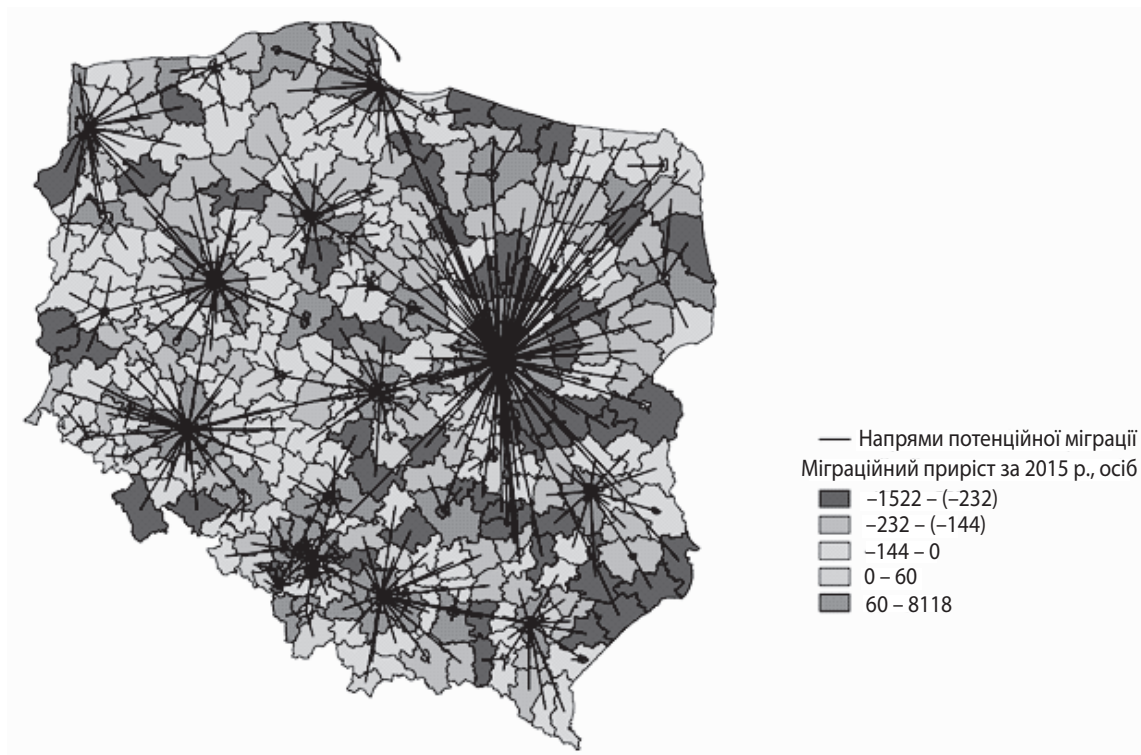 Напрями потенційної міграції
Міграційний приріст за 2015 р., осіб
–1522 – (–232)
–232 – (–144)
–144 – 0
0 – 60
60 – 8118